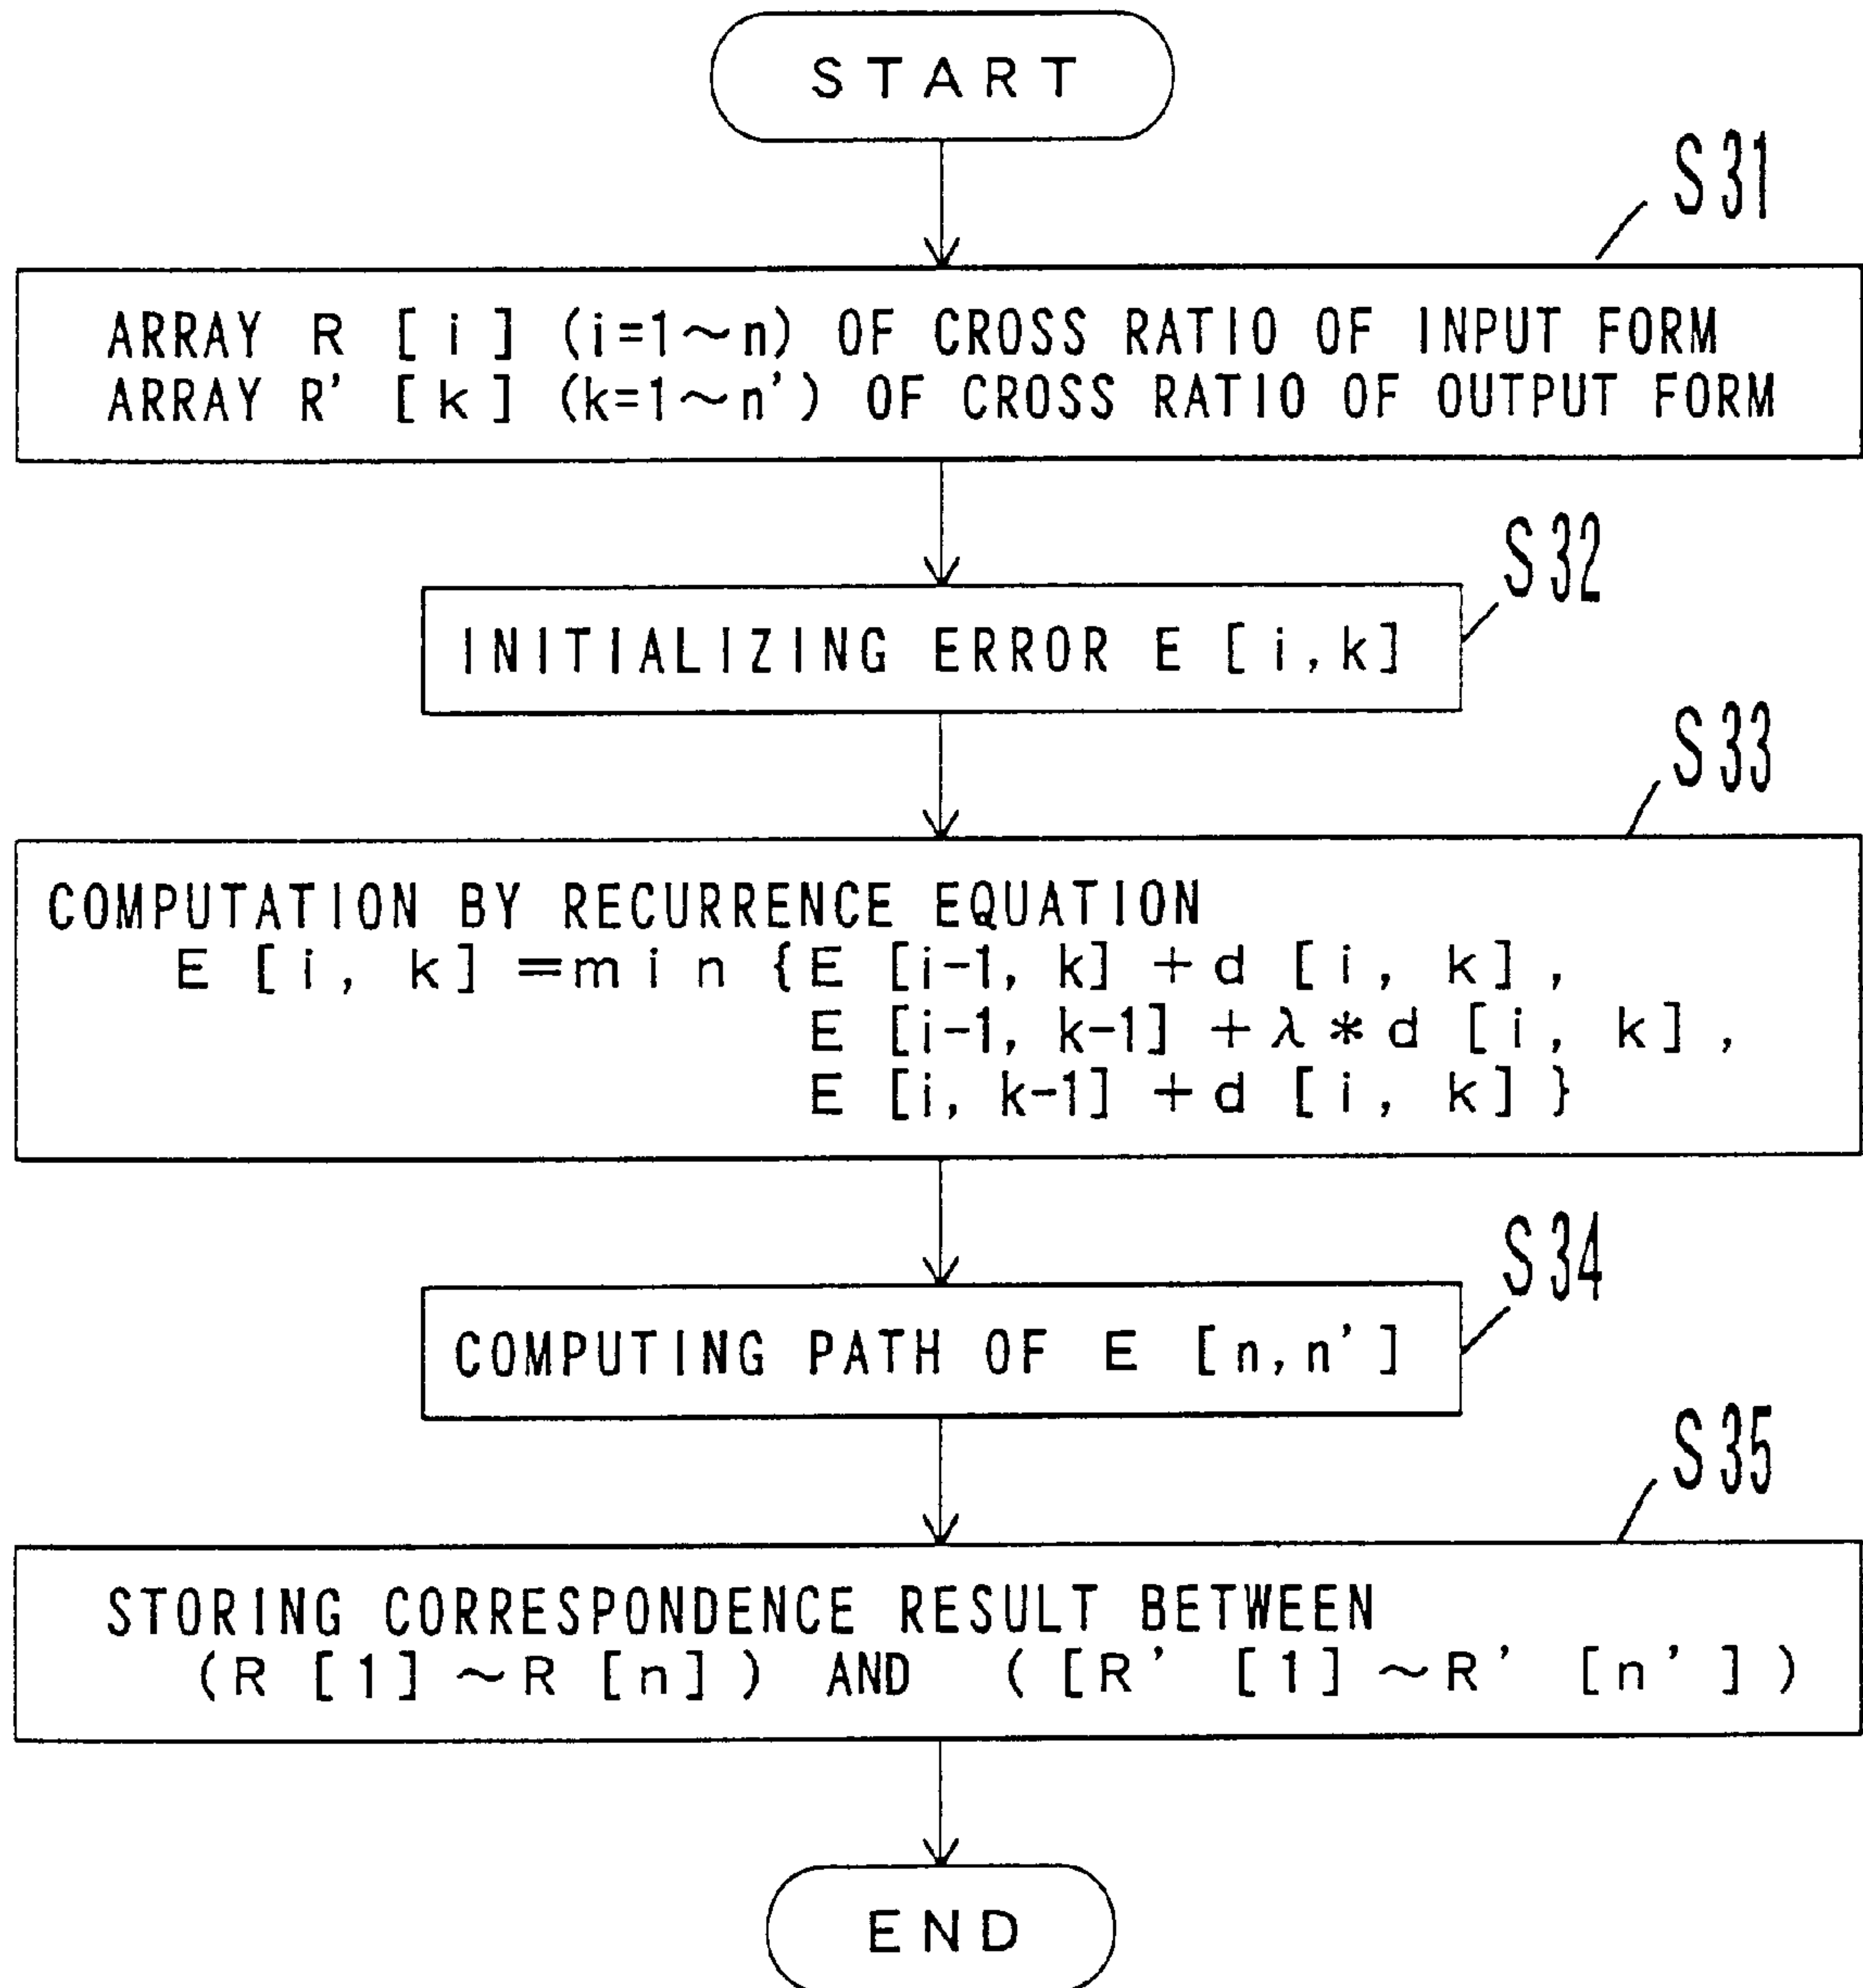 START
S31
ARRAY R [i] (i=1~n) OF CROSS RATIO OF INPUT FORM
ARRAY R' [k] (k=1~n') OF CROSS RATIO OF OUTPUT FORM
S32
INITIALIZING ERROR E [i,k]
S33
COMPUTATION BY RECURRENCE EQUATION
E [i, k] =min {E [i-1, k] +d [i, k],
E [i-1, k-1] +λ*d [i, k],
E [i, k-1] +d [i, k] }
S34
COMPUTING PATH OF E [n,n']
S35
STORING CORRESPONDENCE RESULT BETWEEN
(R [1] ~R [n]) AND ([R' [1] ~R' [n'])
END